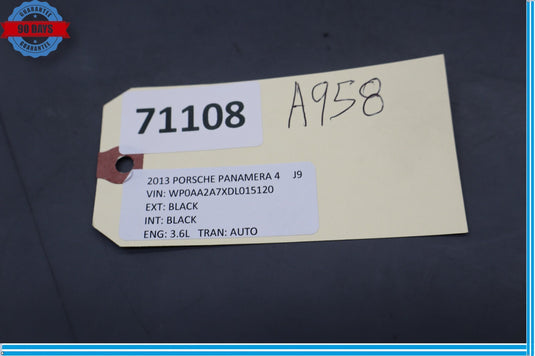 GUARANTEE
90 DAYS
GUARANTEE
71108
A958
2013 PORSCHE PANAMERA 4 J9
VIN: WP0AA2A7XDL015120
EXT: BLACK
INT: BLACK
ENG: 3.6L TRAN: AUTO